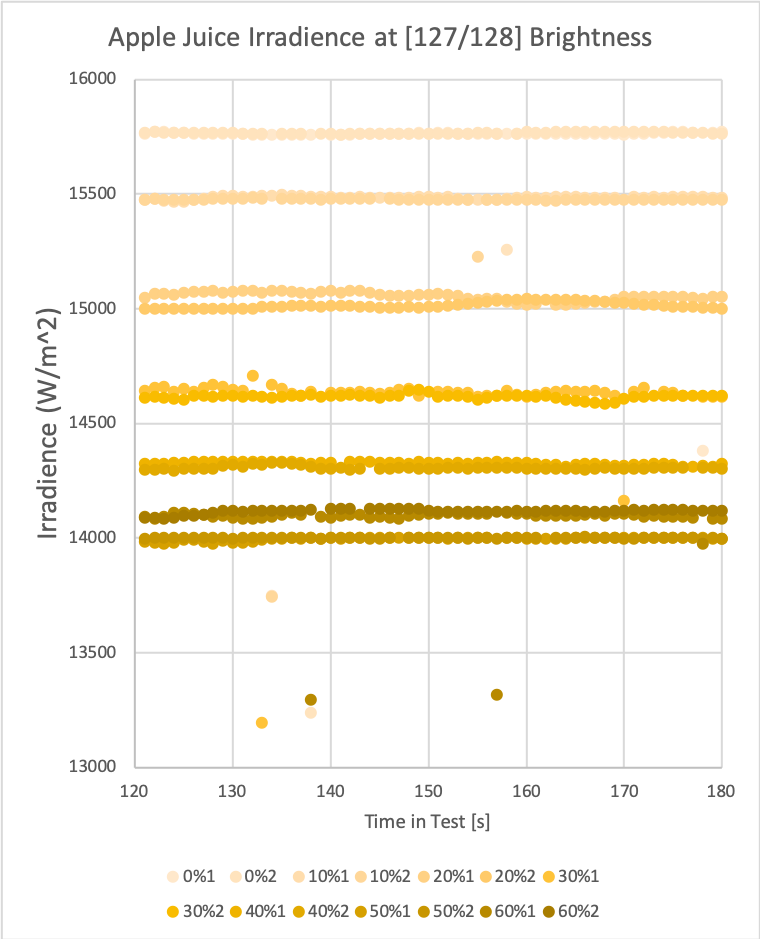 Apple Juice Irradience at [127/128] Brightness
Irradience (W/m^2)
16000
15500
15000
14500
14000
13500
13000
120 130 140 150 160 170 180
Time in Test [s]
0%1 0%2 10%1 10%2 20%1 20%2 30%1
30%2 40%1 40%2 50%1 50%2 60%1 60%2